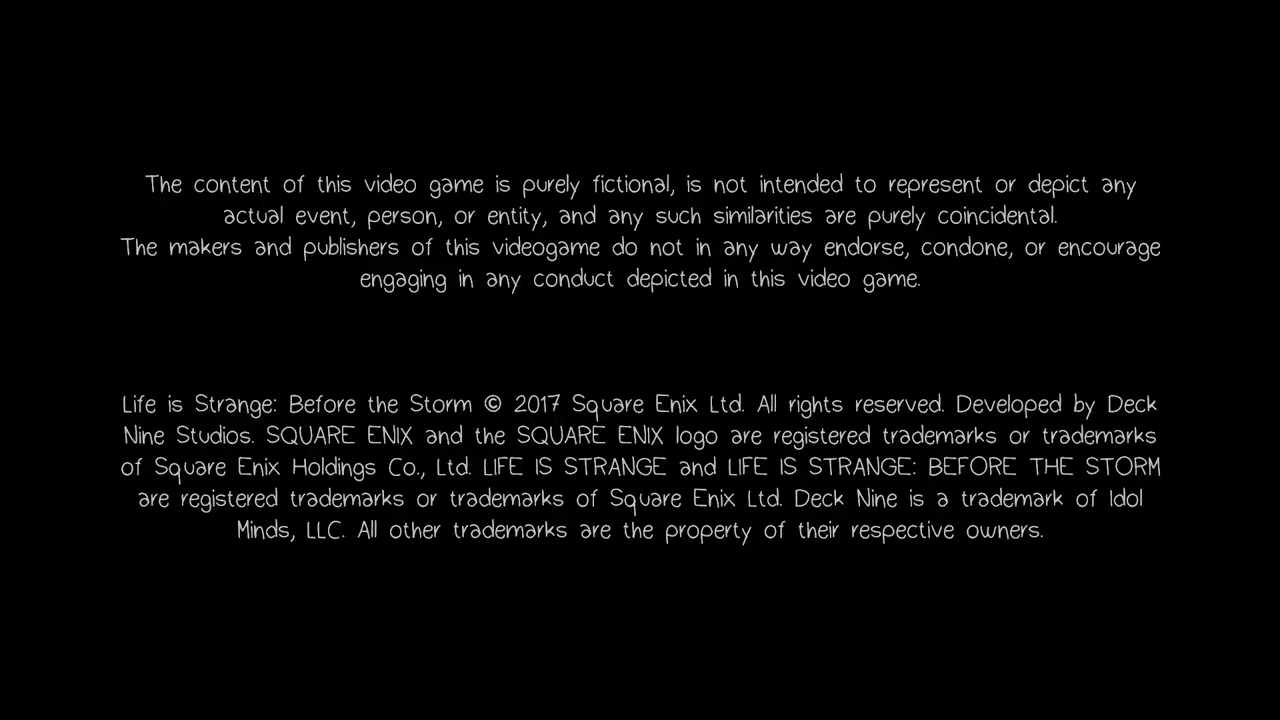 The content of this video game is purely fictional, is not intended to represent or depict any
actual event, person, or entity, and any such similarities are purely coincidental.
The makers and publishers of this videogame do not in any way endorse, condone, or encourage
engaging in any conduct depicted in this video game.
Life is Strange: Before the Storm © 2017 Square Enix Ltd. All rights reserved. Developed by Deck
Nine Studios. SQUARE ENIX and the SQUARE ENIX logo are registered trademarks or trademarks
of Square Enix Holdings Co., Ltd. LIFE IS STRANGE and LIFE IS STRANGE: BEFORE THE STORM
are registered trademarks or trademarks of Square Enix Ltd. Deck Nine is a trademark of Idol
Minds, LLC. All other trademarks are the property of their respective owners.